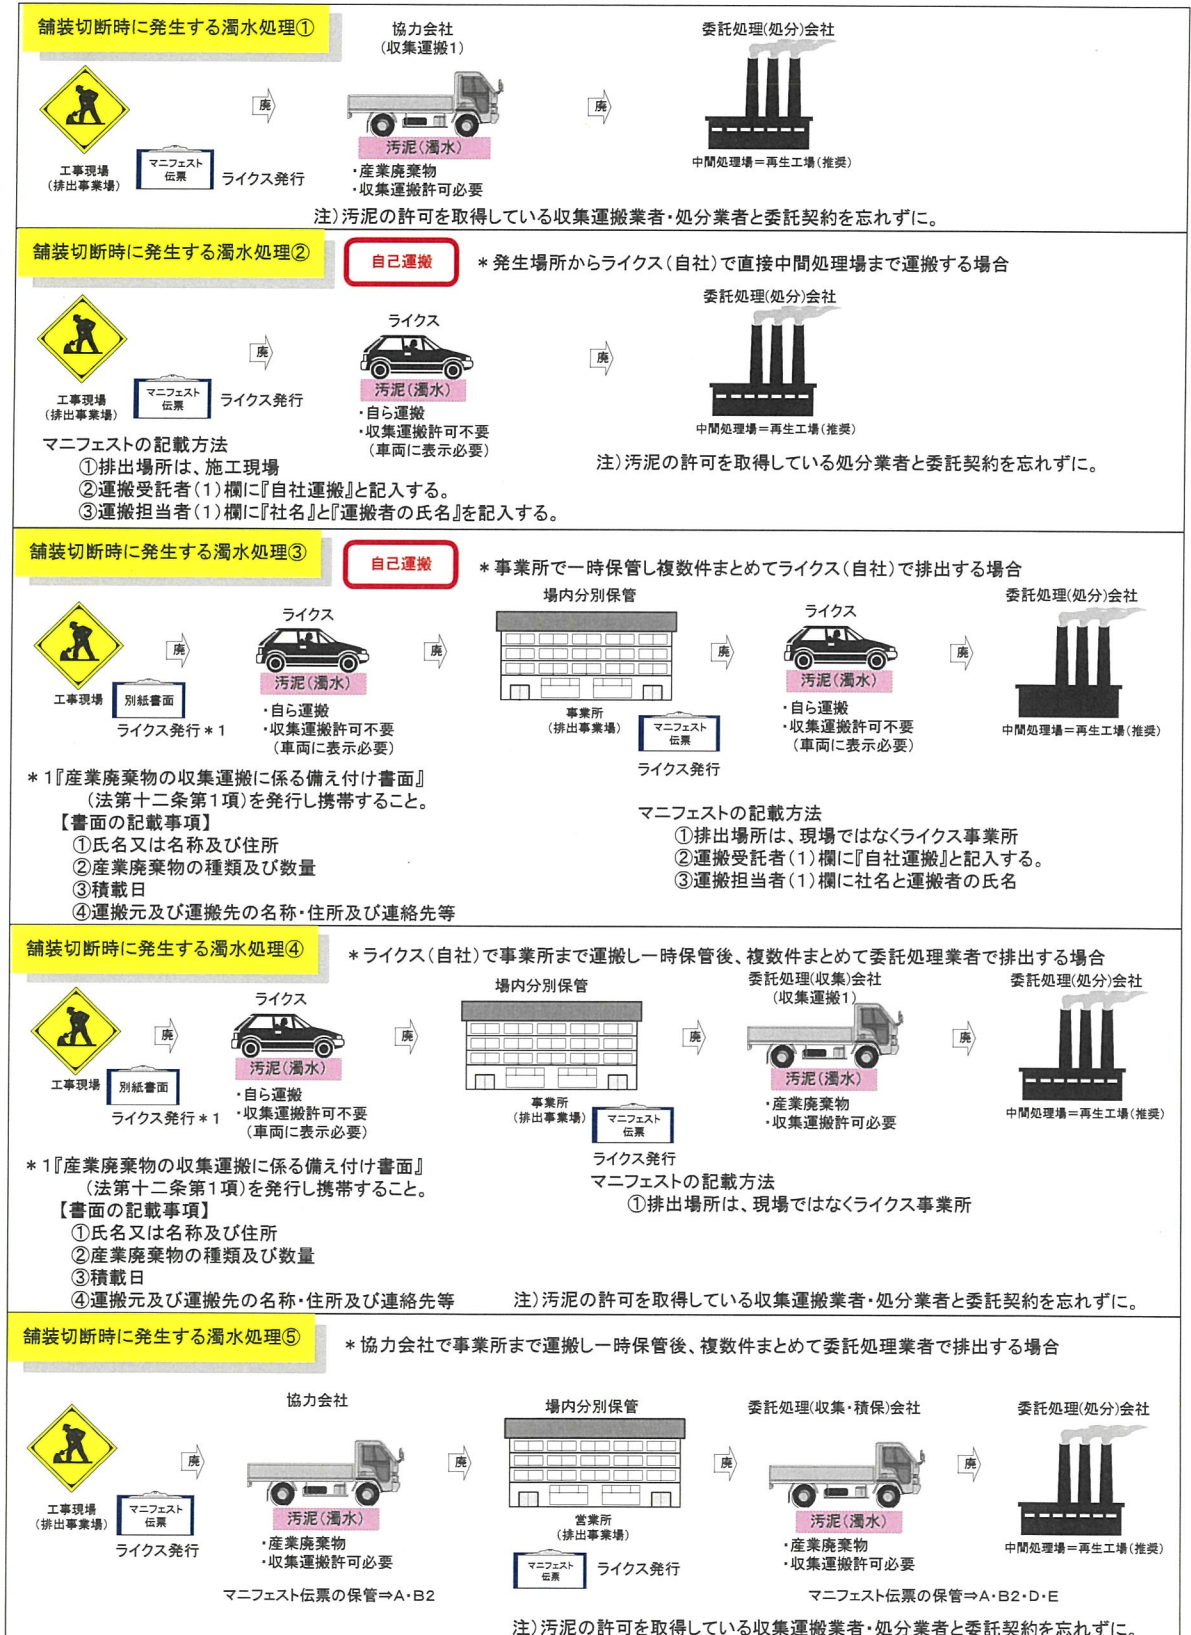 舗装切断時に発生する濁水処理①
協力会社
(収集運搬1)
委託処理(処分)会社
廃
廃
汚泥(濁水)
工事現場
(排出事業場)
マニフェスト
伝票
ライクス発行
・産業廃棄物
・収集運搬許可必要
中間処理場＝再生工場(推奨)
注)汚泥の許可を取得している収集運搬業者・処分業者と委託契約を忘れずに。
舗装切断時に発生する濁水処理②
自己運搬
＊発生場所からライクス(自社)で直接中間処理場まで運搬する場合
委託処理(処分)会社
ライクス
廃
廃
汚泥(濁水)
工事現場
(排出事業場)
マニフェスト
伝票
ライクス発行
・自ら運搬
・収集運搬許可不要
(車両に表示必要)
中間処理場＝再生工場(推奨)
マニフェストの記載方法
①排出場所は、施工現場
②運搬受託者(1)欄に『自社運搬』と記入する。
③運搬担当者(1)欄に『社名』と『運搬者の氏名』を記入する。
注)汚泥の許可を取得している処分業者と委託契約を忘れずに。
舗装切断時に発生する濁水処理③
自己運搬
＊事業所で一時保管し複数件まとめてライクス(自社)で排出する場合
場内分別保管
委託処理(処分)会社
ライクス
ライクス
廃
廃
廃
廃
汚泥(濁水)
汚泥(濁水)
工事現場
別紙書面
ライクス発行＊1
・自ら運搬
・収集運搬許可不要
(車両に表示必要)
事業所
(排出事業場)
マニフェスト
伝票
ライクス発行
・自ら運搬
・収集運搬許可不要
(車両に表示必要)
中間処理場＝再生工場(推奨)
＊1『産業廃棄物の収集運搬に係る備え付け書面』
(法第十二条第1項)を発行し携帯すること。
【書面の記載事項】
①氏名又は名称及び住所
②産業廃棄物の種類及び数量
③積載日
④運搬元及び運搬先の名称・住所及び連絡先等
マニフェストの記載方法
①排出場所は、現場ではなくライクス事業所
②運搬受託者(1)欄に『自社運搬』と記入する。
③運搬担当者(1)欄に社名と運搬者の氏名
舗装切断時に発生する濁水処理④
＊ライクス(自社)で事業所まで運搬し一時保管後、複数件まとめて委託処理業者で排出する場合
ライクス
場内分別保管
委託処理(収集)会社
(収集運搬1)
委託処理(処分)会社
廃
廃
廃
廃
汚泥(濁水)
汚泥(濁水)
工事現場
別紙書面
ライクス発行＊1
・自ら運搬
・収集運搬許可不要
(車両に表示必要)
事業所
(排出事業場)
マニフェスト
伝票
ライクス発行
・産業廃棄物
・収集運搬許可必要
中間処理場＝再生工場(推奨)
＊1『産業廃棄物の収集運搬に係る備え付け書面』
(法第十二条第1項)を発行し携帯すること。
【書面の記載事項】
①氏名又は名称及び住所
②産業廃棄物の種類及び数量
③積載日
④運搬元及び運搬先の名称・住所及び連絡先等
マニフェストの記載方法
①排出場所は、現場ではなくライクス事業所
注)汚泥の許可を取得している収集運搬業者・処分業者と委託契約を忘れずに。
舗装切断時に発生する濁水処理⑤
＊協力会社で事業所まで運搬し一時保管後、複数件まとめて委託処理業者で排出する場合
協力会社
場内分別保管
委託処理(収集・積保)会社
委託処理(処分)会社
廃
廃
廃
廃
汚泥(濁水)
汚泥(濁水)
工事現場
(排出事業場)
マニフェスト
伝票
ライクス発行
・産業廃棄物
・収集運搬許可必要
営業所
(排出事業場)
マニフェスト
伝票
ライクス発行
・産業廃棄物
・収集運搬許可必要
中間処理場＝再生工場(推奨)
マニフェスト伝票の保管⇒A・B2
マニフェスト伝票の保管⇒A・B2・D・E
注)汚泥の許可を取得している収集運搬業者・処分業者と委託契約を忘れずに。